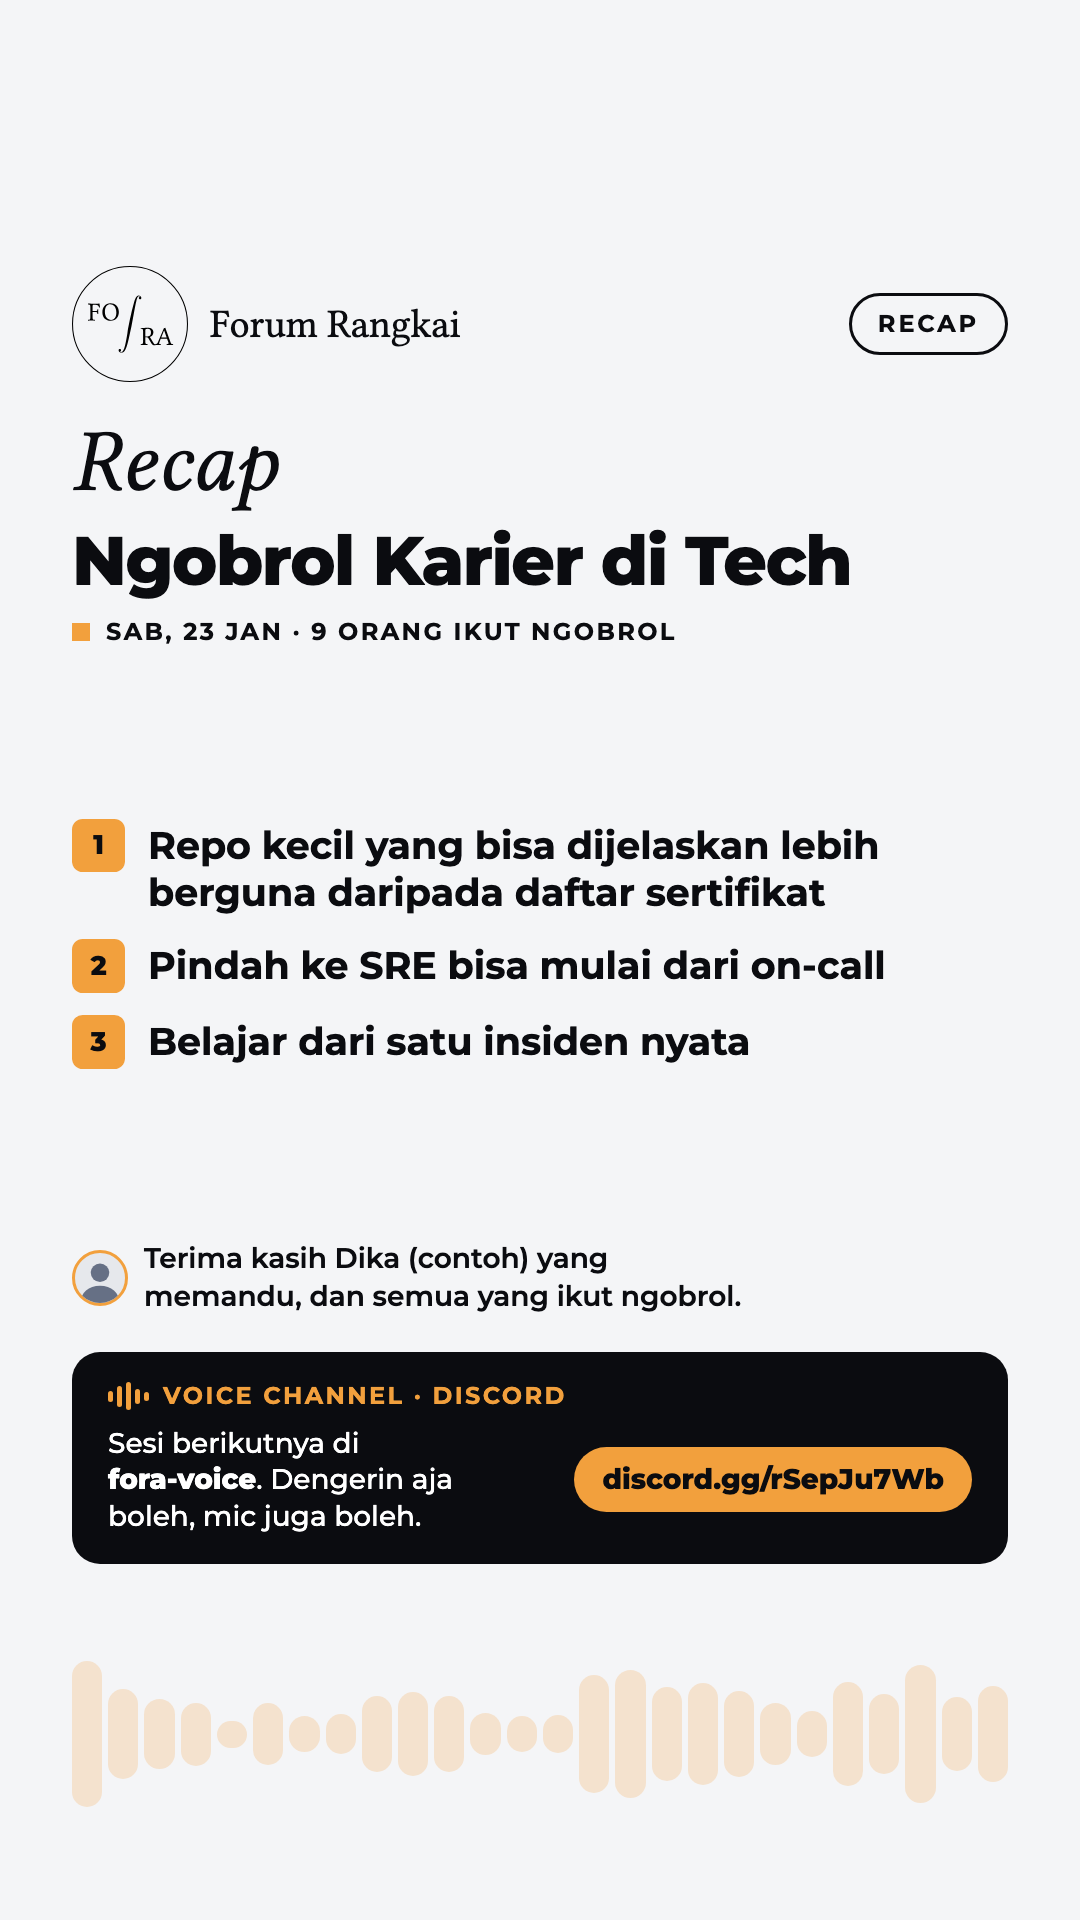 FO RA
Forum Rangkai
RECAP
Recap
Ngobrol Karier di Tech
SAB, 23 JAN · 9 ORANG IKUT NGOBROL
1 Repo kecil yang bisa dijelaskan lebih
berguna daripada daftar sertifikat
2 Pindah ke SRE bisa mulai dari on-call
3 Belajar dari satu insiden nyata
Terima kasih Dika (contoh) yang
memandu, dan semua yang ikut ngobrol.
VOICE CHANNEL · DISCORD
Sesi berikutnya di
fora-voice. Dengerin aja
boleh, mic juga boleh.
discord.gg/rSepJu7Wb